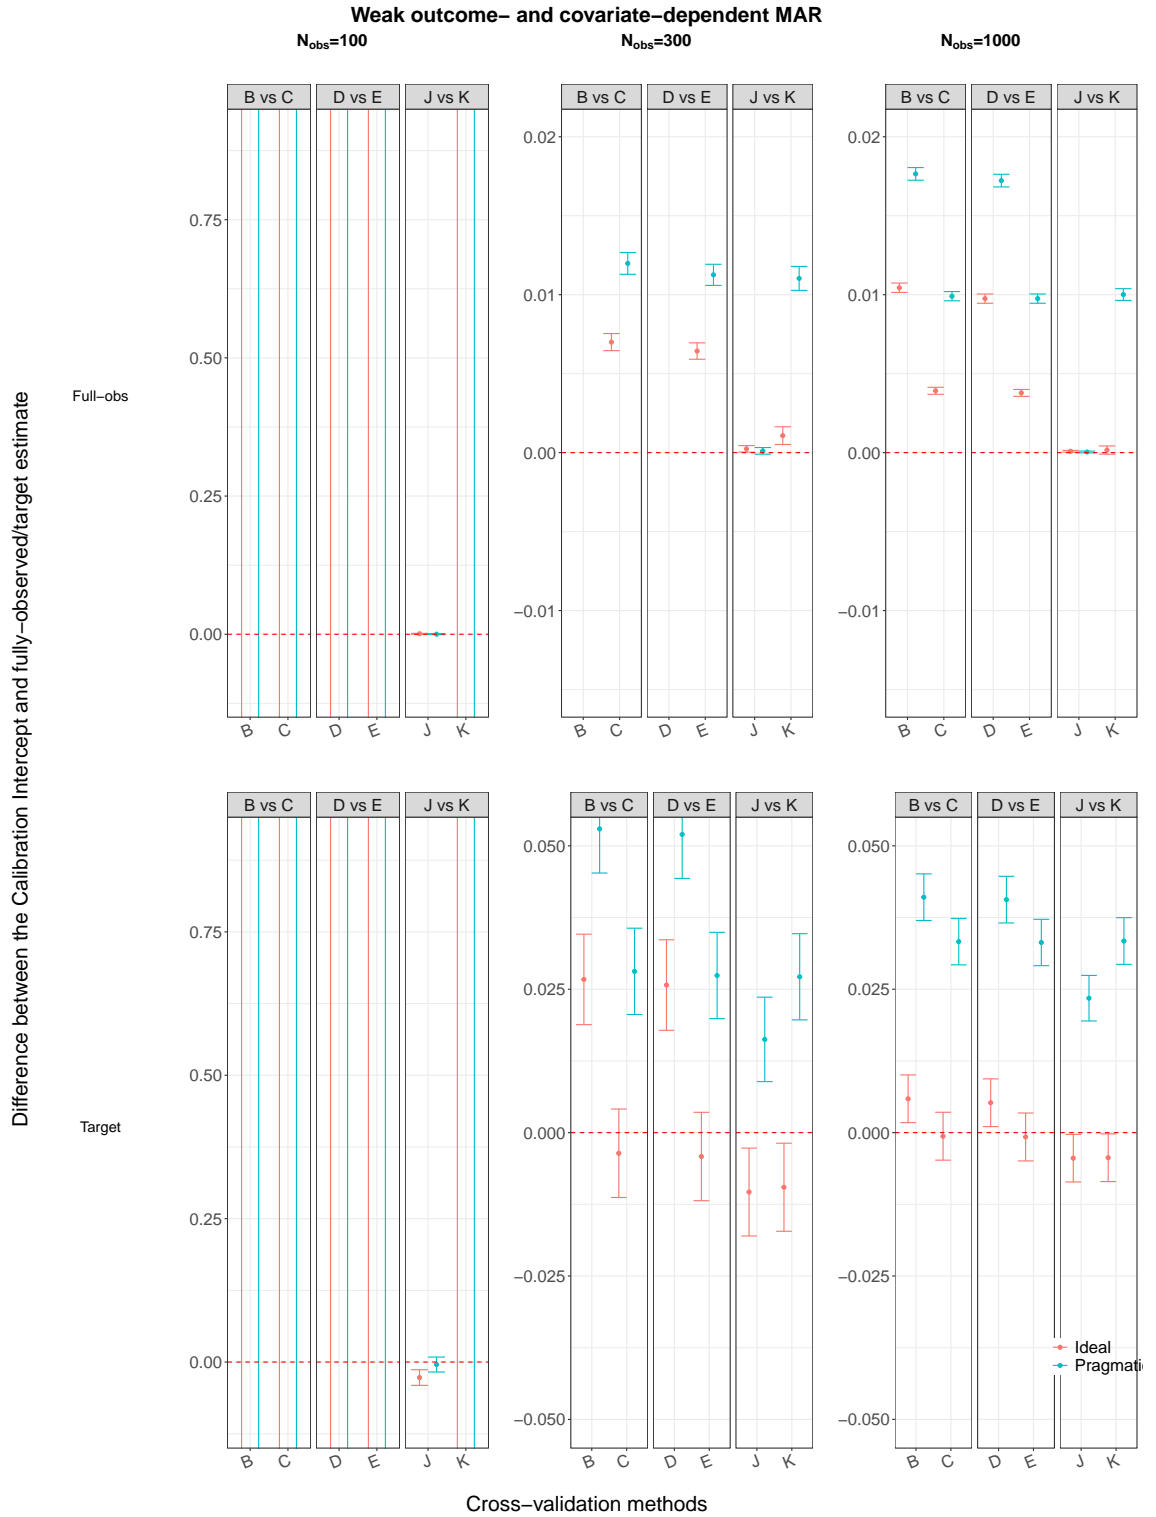 Weak outcome− and covariate−dependent MAR
Nobs=100 Nobs=300 Nobs=1000
Difference between the Calibration Intercept and fully−observed/target estimate
Full−obs
B vs C D vs E J vs K
0.75
0.50
0.25
0.00
B C D E J K
B vs C D vs E J vs K
0.02
0.01
0.00
−0.01
B C D E J K
B vs C D vs E J vs K
0.02
0.01
0.00
−0.01
B C D E J K
Target
B vs C D vs E J vs K
0.75
0.50
0.25
0.00
B C D E J K
B vs C D vs E J vs K
0.050
0.025
0.000
−0.025
−0.050
B C D E J K
B vs C D vs E J vs K
0.050
0.025
0.000
−0.025
−0.050
B C D E J K
Ideal
Pragmati
Cross−validation methods